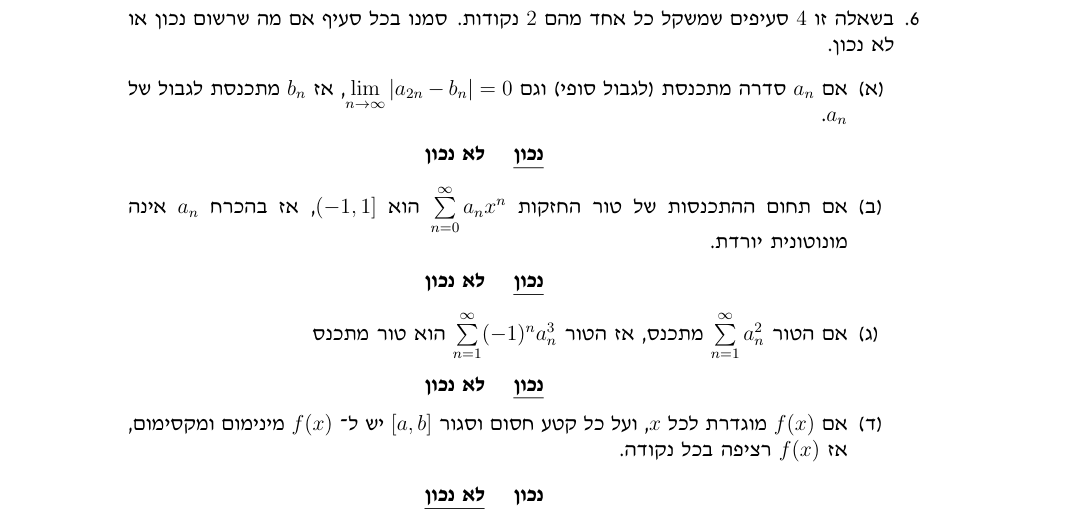 6. בשאלה זו 4 סעיפים שמשקל כל אחד מהם 2 נקודות. סמנו בכל סעיף אם מה שרשום נכון או
לא נכון.
(א) אם $a_n$ סדרה מתכנסת (לגבול סופי) וגם $\lim_{n \to \infty} |a_{2n} - b_n| = 0$, אז $b_n$ מתכנסת לגבול של
$a_n$.
נכון לא נכון
(ב) אם תחום ההתכנסות של טור החזקות $\sum_{n=0}^{\infty} a_n x^n$ הוא $(-1, 1]$, אז בהכרח $a_n$ אינה
מונוטונית יורדת.
נכון לא נכון
(ג) אם הטור $\sum_{n=1}^{\infty} a_n^2$ מתכנס, אז הטור $\sum_{n=1}^{\infty} (-1)^n a_n^3$ הוא טור מתכנס
נכון לא נכון
(ד) אם $f(x)$ מוגדרת לכל $x$, ועל כל קטע חסום וסגור $[a, b]$ יש ל־ $f(x)$ מינימום ומקסימום,
אז $f(x)$ רציפה בכל נקודה.
נכון לא נכון